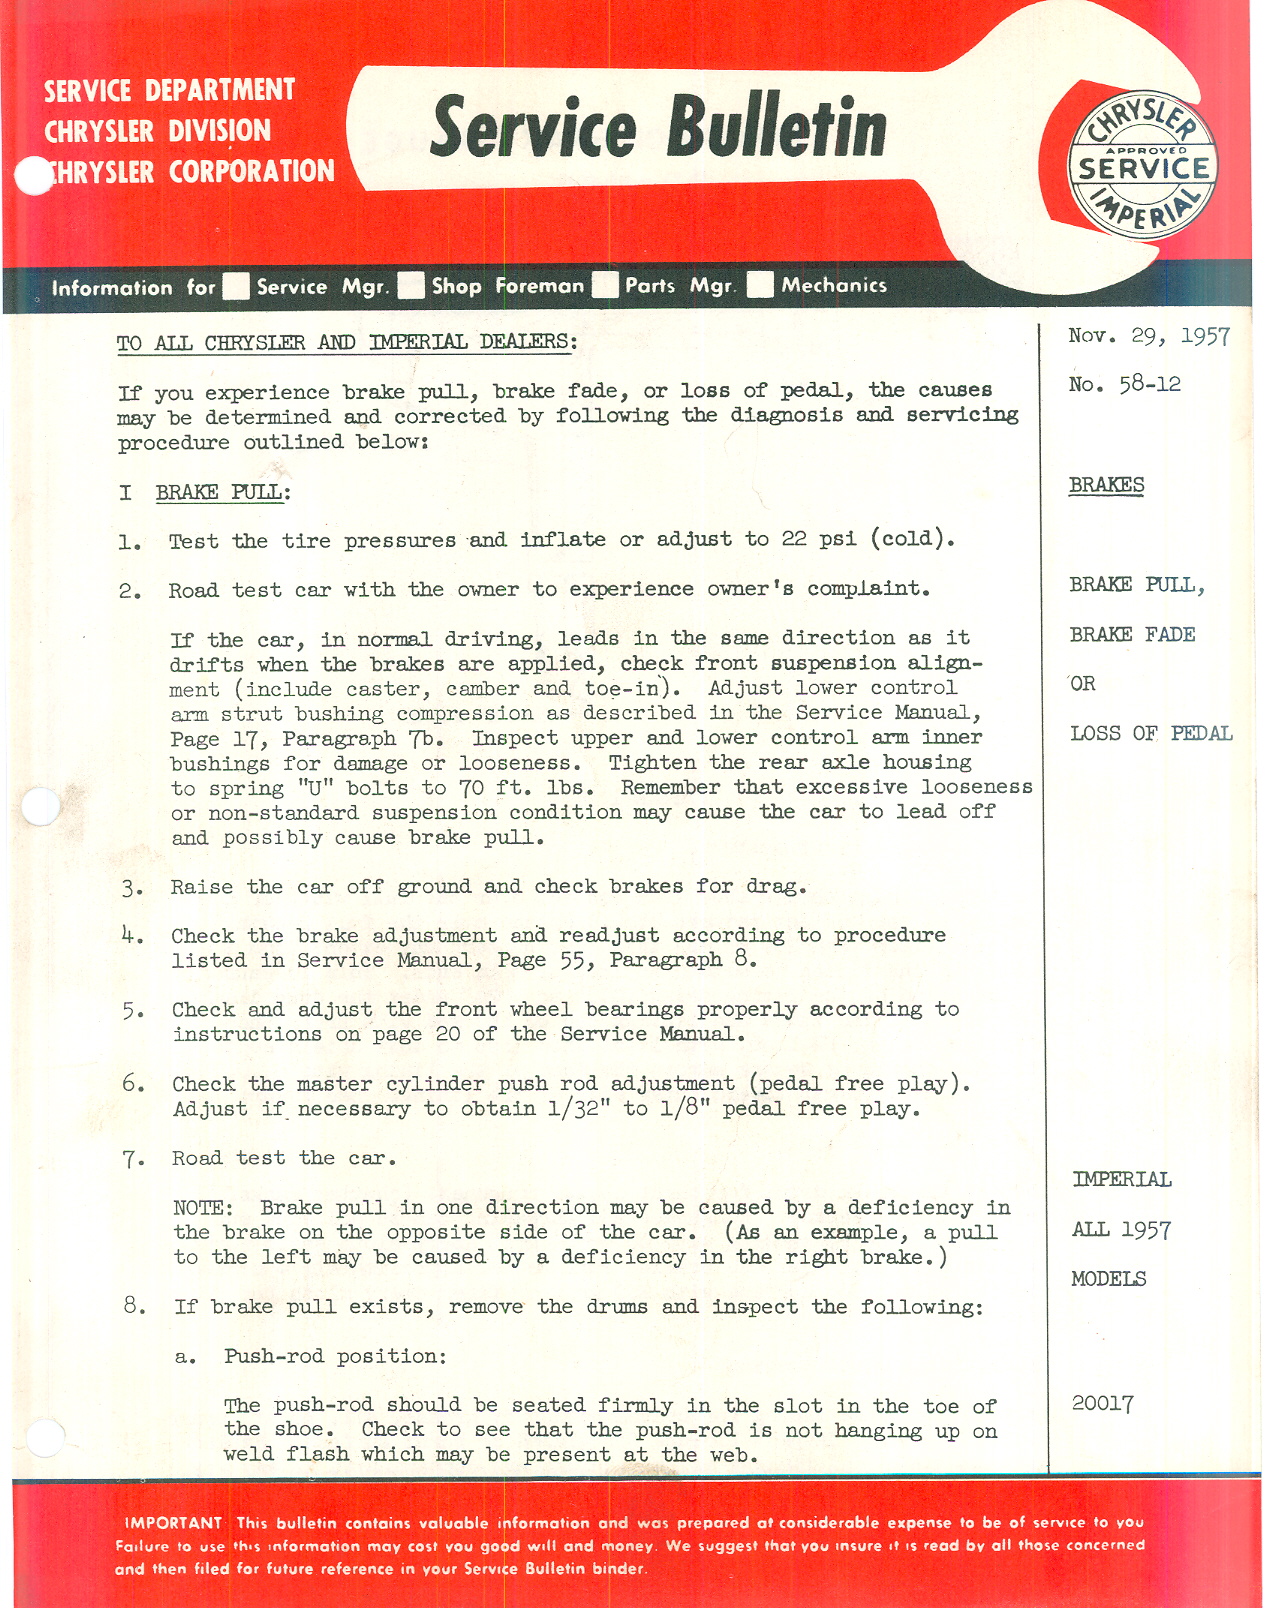 SERVICE DEPARTMENT
CHRYSLER DIVISION
CHRYSLER CORPORATION
Service Bulletin
CHRYSLER
APPROVED
SERVICE
IMPERIAL
Information for Service Mgr. Shop Foreman Parts Mgr. Mechanics
TO ALL CHRYSLER AND IMPERIAL DEALERS:
If you experience brake pull, brake fade, or loss of pedal, the causes
may be determined and corrected by following the diagnosis and servicing
procedure outlined below:
I BRAKE PULL:
1. Test the tire pressures and inflate or adjust to 22 psi (cold).
2. Road test car with the owner to experience owner's complaint.
If the car, in normal driving, leads in the same direction as it
drifts when the brakes are applied, check front suspension align-
ment (include caster, camber and toe-in). Adjust lower control
arm strut bushing compression as described in the Service Manual,
Page 17, Paragraph 7b. Inspect upper and lower control arm inner
bushings for damage or looseness. Tighten the rear axle housing
to spring "U" bolts to 70 ft. lbs. Remember that excessive looseness
or non-standard suspension condition may cause the car to lead off
and possibly cause brake pull.
3. Raise the car off ground and check brakes for drag.
4. Check the brake adjustment and readjust according to procedure
listed in Service Manual, Page 55, Paragraph 8.
5. Check and adjust the front wheel bearings properly according to
instructions on page 20 of the Service Manual.
6. Check the master cylinder push rod adjustment (pedal free play).
Adjust if necessary to obtain 1/32" to 1/8" pedal free play.
7. Road test the car.
NOTE: Brake pull in one direction may be caused by a deficiency in
the brake on the opposite side of the car. (As an example, a pull
to the left may be caused by a deficiency in the right brake.)
8. If brake pull exists, remove the drums and inspect the following:
a. Push-rod position:
The push-rod should be seated firmly in the slot in the toe of
the shoe. Check to see that the push-rod is not hanging up on
weld flash which may be present at the web.
Nov. 29, 1957
No. 58-12
BRAKES
BRAKE PULL,
BRAKE FADE
OR
LOSS OF PEDAL
IMPERIAL
ALL 1957
MODELS
20017
IMPORTANT This bulletin contains valuable information and was prepared at considerable expense to be of service to you
Failure to use this information may cost you good will and money. We suggest that you insure it is read by all those concerned
and then filed for future reference in your Service Bulletin binder.